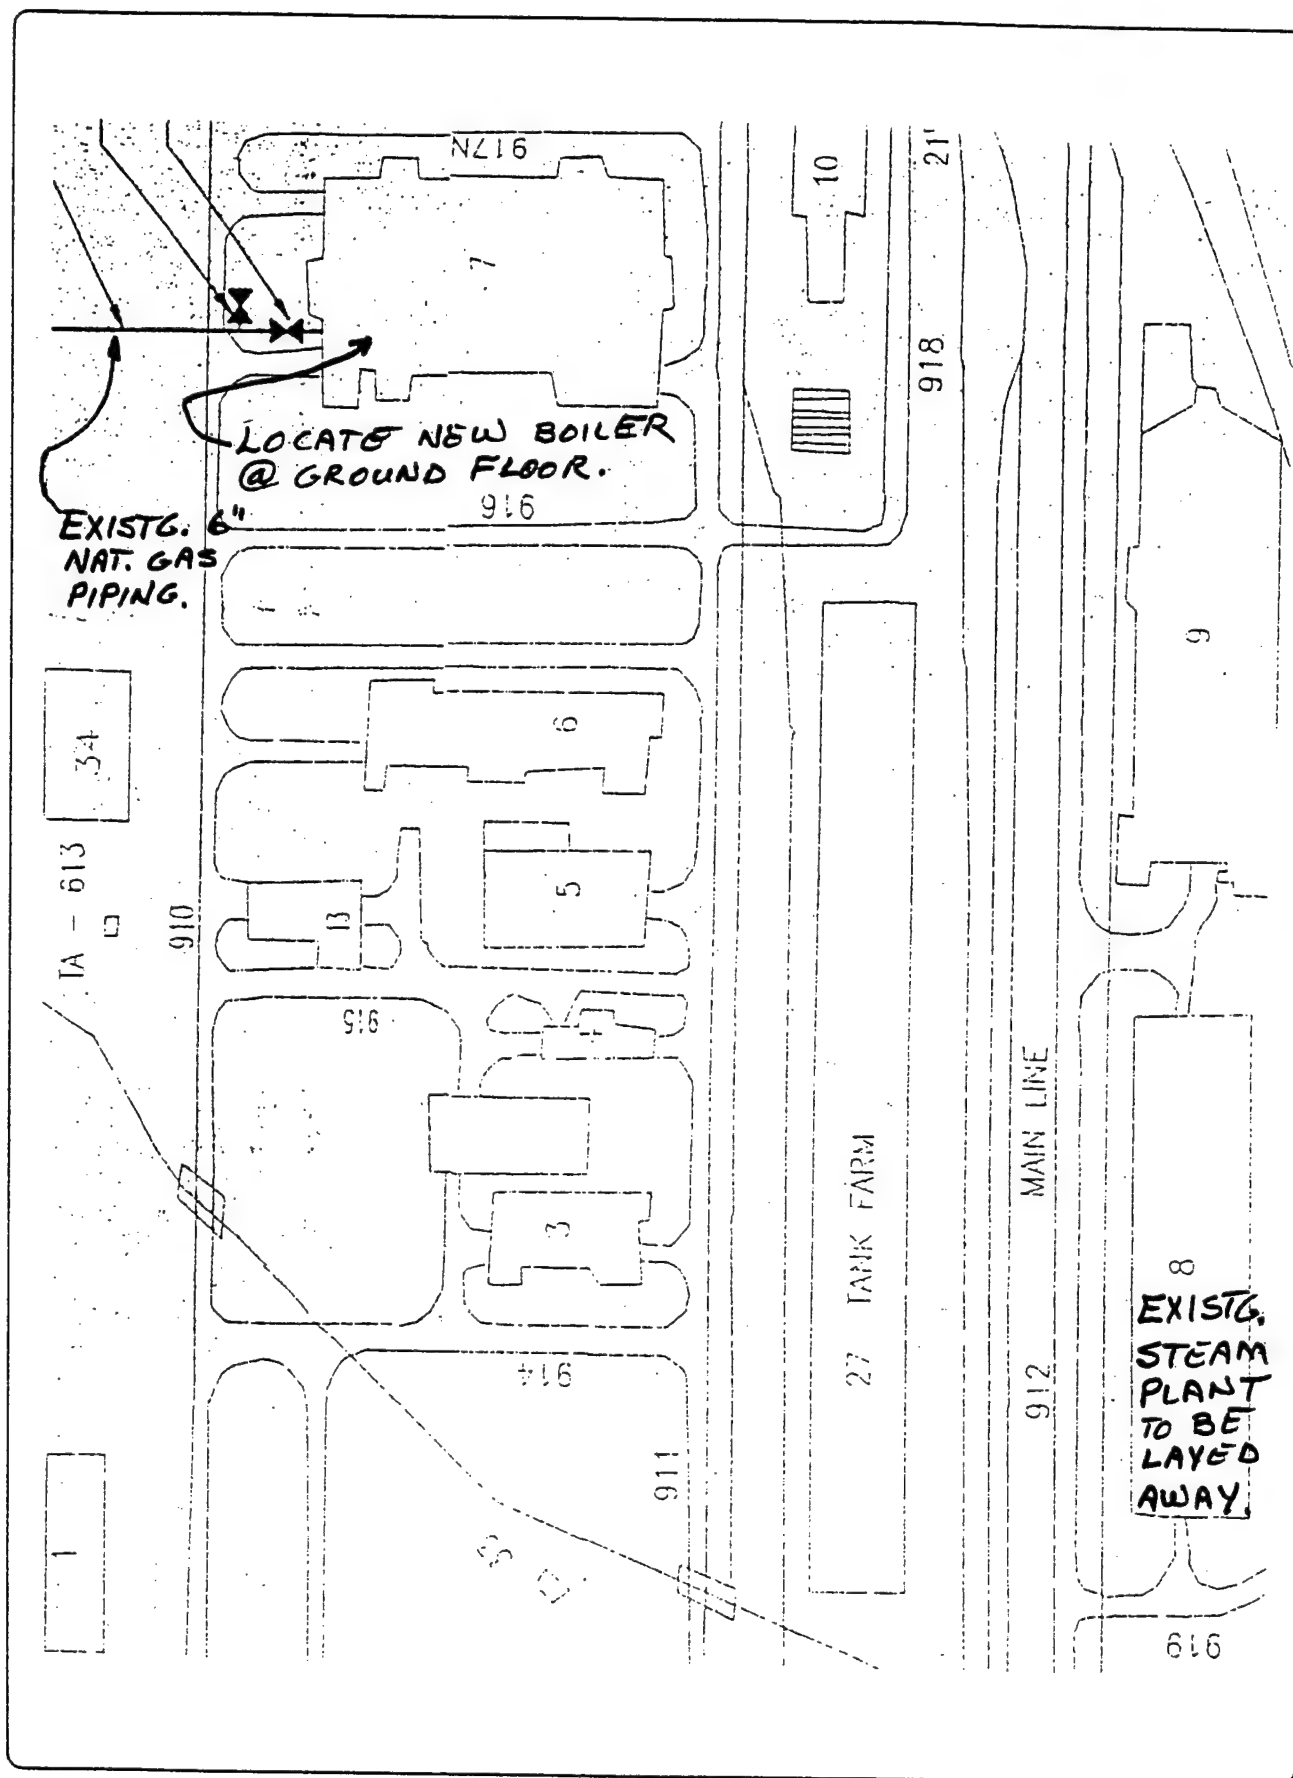 917N
10
21'
7
918
LOCATE NEW BOILER
@ GROUND FLOOR.
916
EXISTG. 6"
NAT. GAS
PIPING.
9
34
6
TA - 613
5
13
910
915
4
MAIN LINE
27 TANK FARM
3
8
EXISTG.
STEAM
PLANT
TO BE
LAYED
AWAY.
914
912
911
1
919